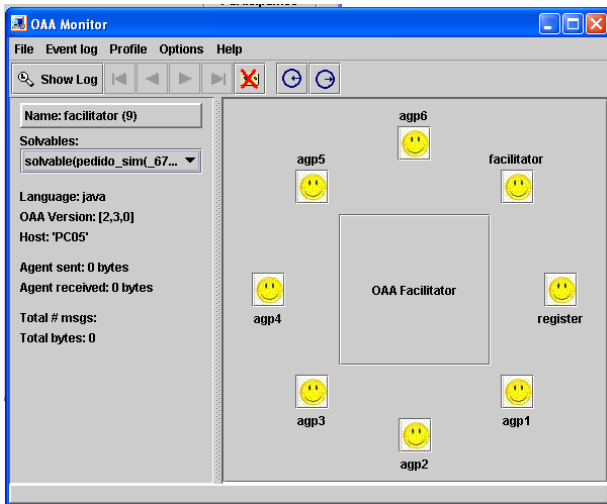 OAA Monitor
File Event log Profile Options Help
Show Log
Name: facilitator (9)
Solvables:
solvable(pedido_sim(_67...
Language: java
OAA Version: [2,3,0]
Host: 'PC05'
Agent sent: 0 bytes
Agent received: 0 bytes
Total # msgs:
Total bytes: 0
agp6
agp5
facilitator
OAA Facilitator
agp4
register
agp3
agp1
agp2